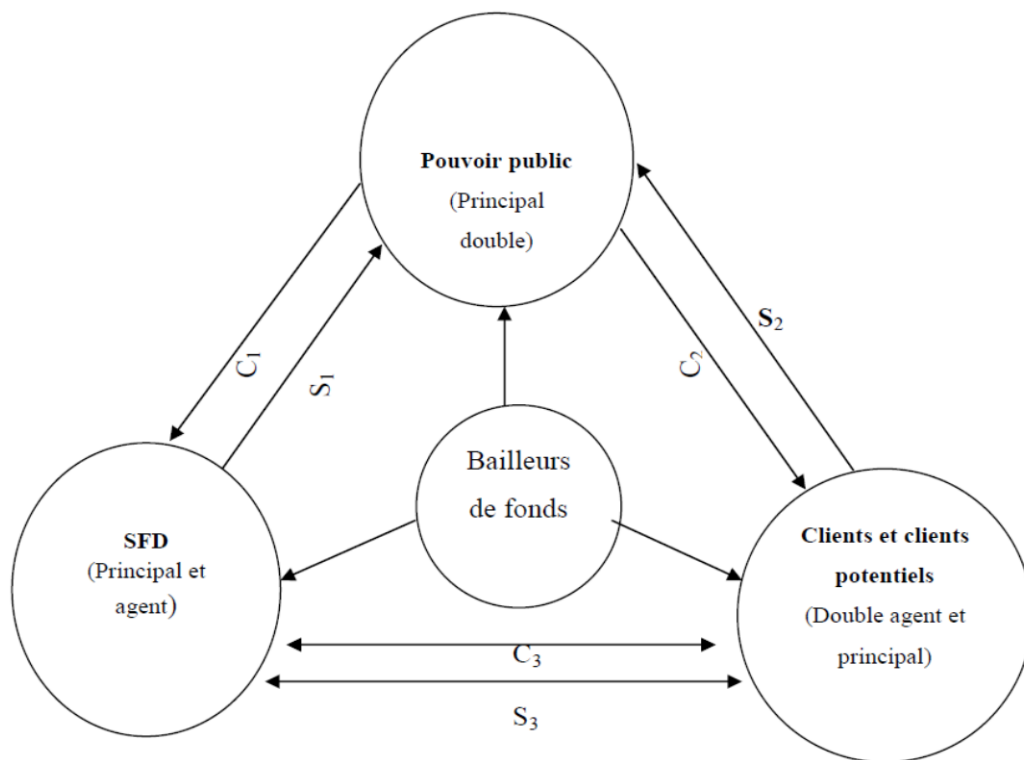 Pouvoir public
(Principal
double)
S₂
C₁
S₁
C₂
Bailleurs
de fonds
SFD
(Principal et
agent)
Clients et clients
potentiels
(Double agent et
principal)
C₃
S₃